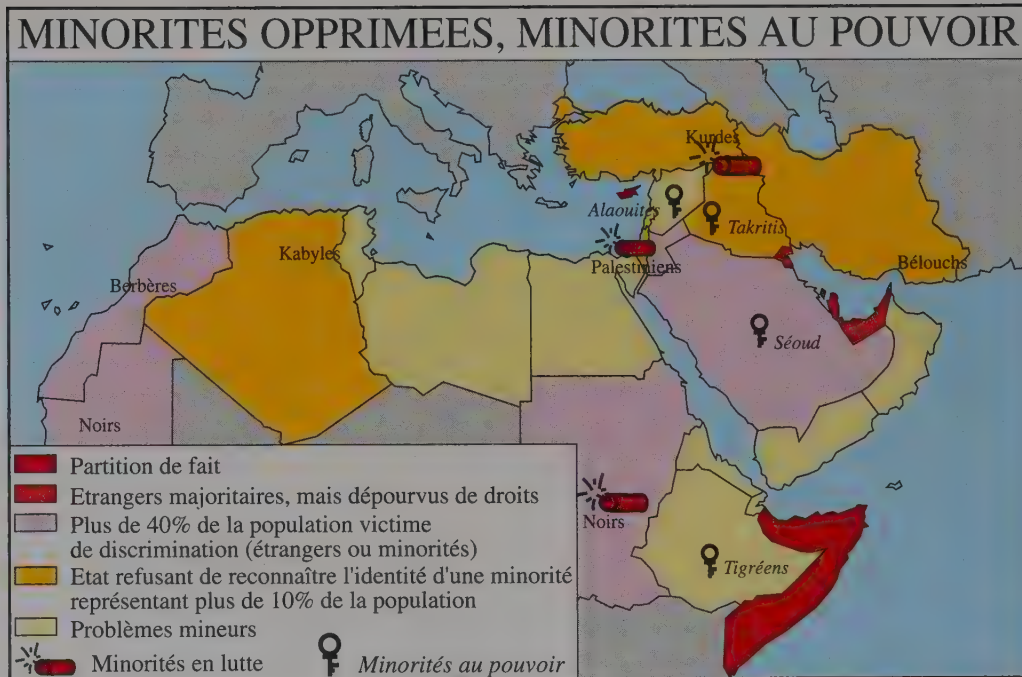 MINORITES OPPRIMEES, MINORITES AU POUVOIR
Kurdes
Alaouites
Takritis
Kabyles
Palestiniens
Bélouchs
Berbères
Séoud
Noirs
Noirs
Tigréens
Partition de fait
Etrangers majoritaires, mais dépourvus de droits
Plus de 40% de la population victime
de discrimination (étrangers ou minorités)
Etat refusant de reconnaître l'identité d'une minorité
représentant plus de 10% de la population
Problèmes mineurs
Minorités en lutte
Minorités au pouvoir